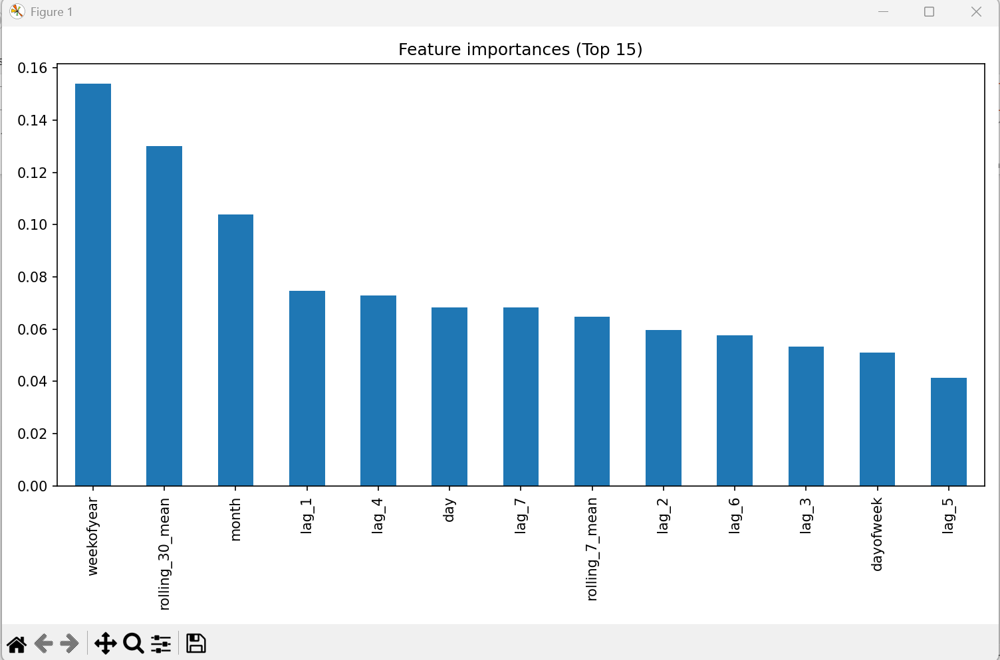 Figure 1
Feature importances (Top 15)
0.16
0.14
0.12
0.10
0.08
0.06
0.04
0.02
0.00
weekofyear
rolling_30_mean
month
lag_1
lag_4
day
lag_7
rolling_7_mean
lag_2
lag_6
lag_3
dayofweek
lag_5